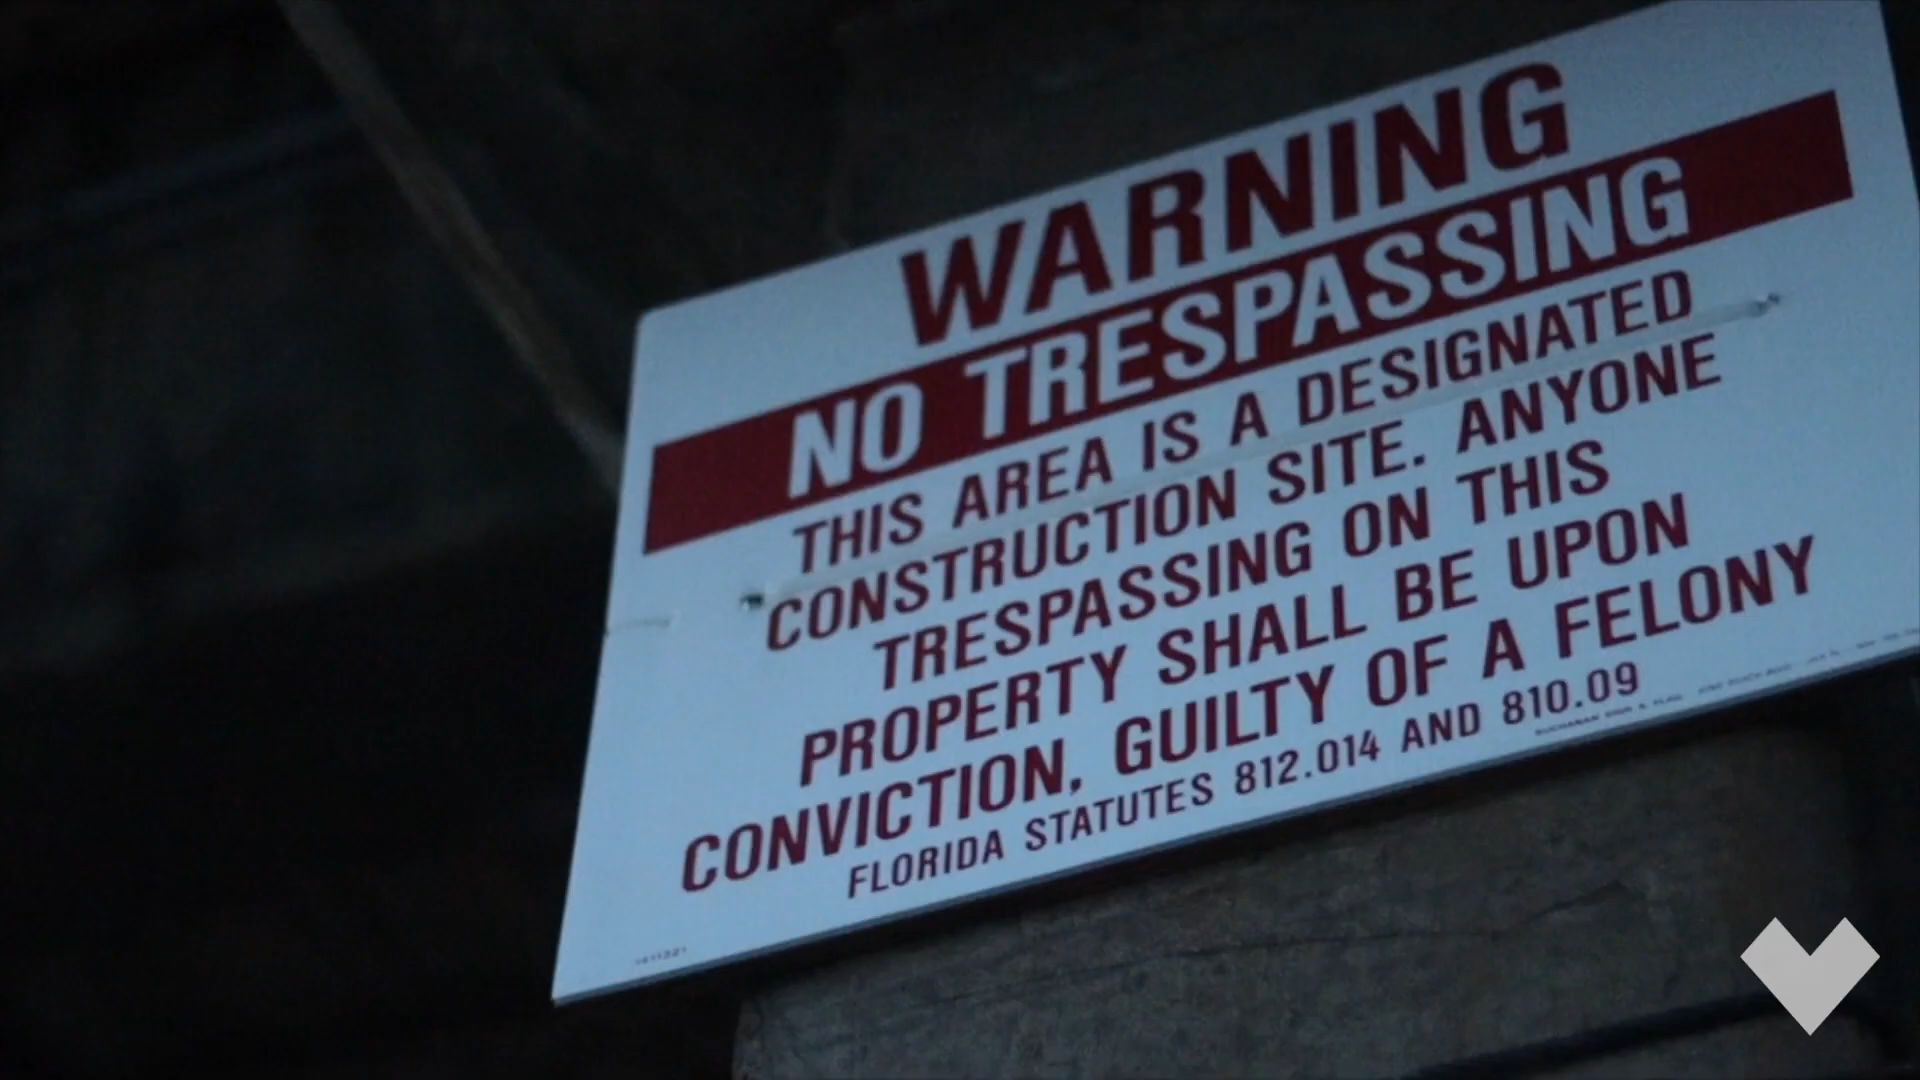 WARNING
NO TRESPASSING
THIS AREA IS A DESIGNATED
CONSTRUCTION SITE. ANYONE
TRESPASSING ON THIS
PROPERTY SHALL BE UPON
CONVICTION, GUILTY OF A FELONY
FLORIDA STATUTES 812.014 AND 810.09